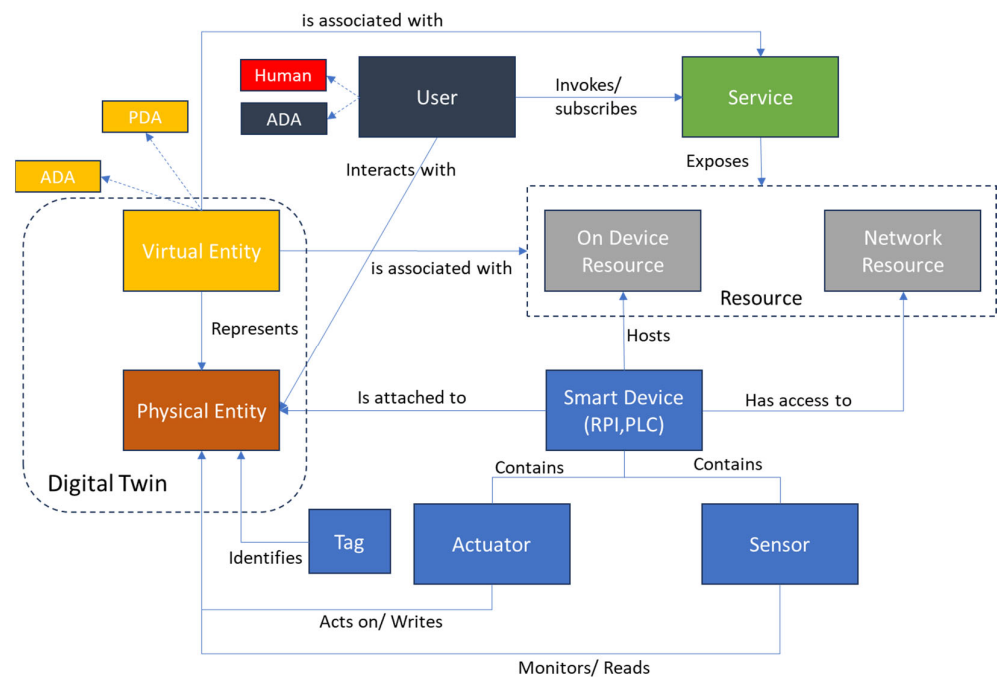 is associated with
Human
User
Invokes/
subscribes
Service
PDA
ADA
ADA
Interacts with
Exposes
Virtual Entity
On Device
Resource
Network
Resource
is associated with
Resource
Represents
Hosts
Physical Entity
Is attached to
Smart Device
(RPI,PLC)
Has access to
Contains
Contains
Digital Twin
Tag
Actuator
Sensor
Identifies
Acts on/ Writes
Monitors/ Reads